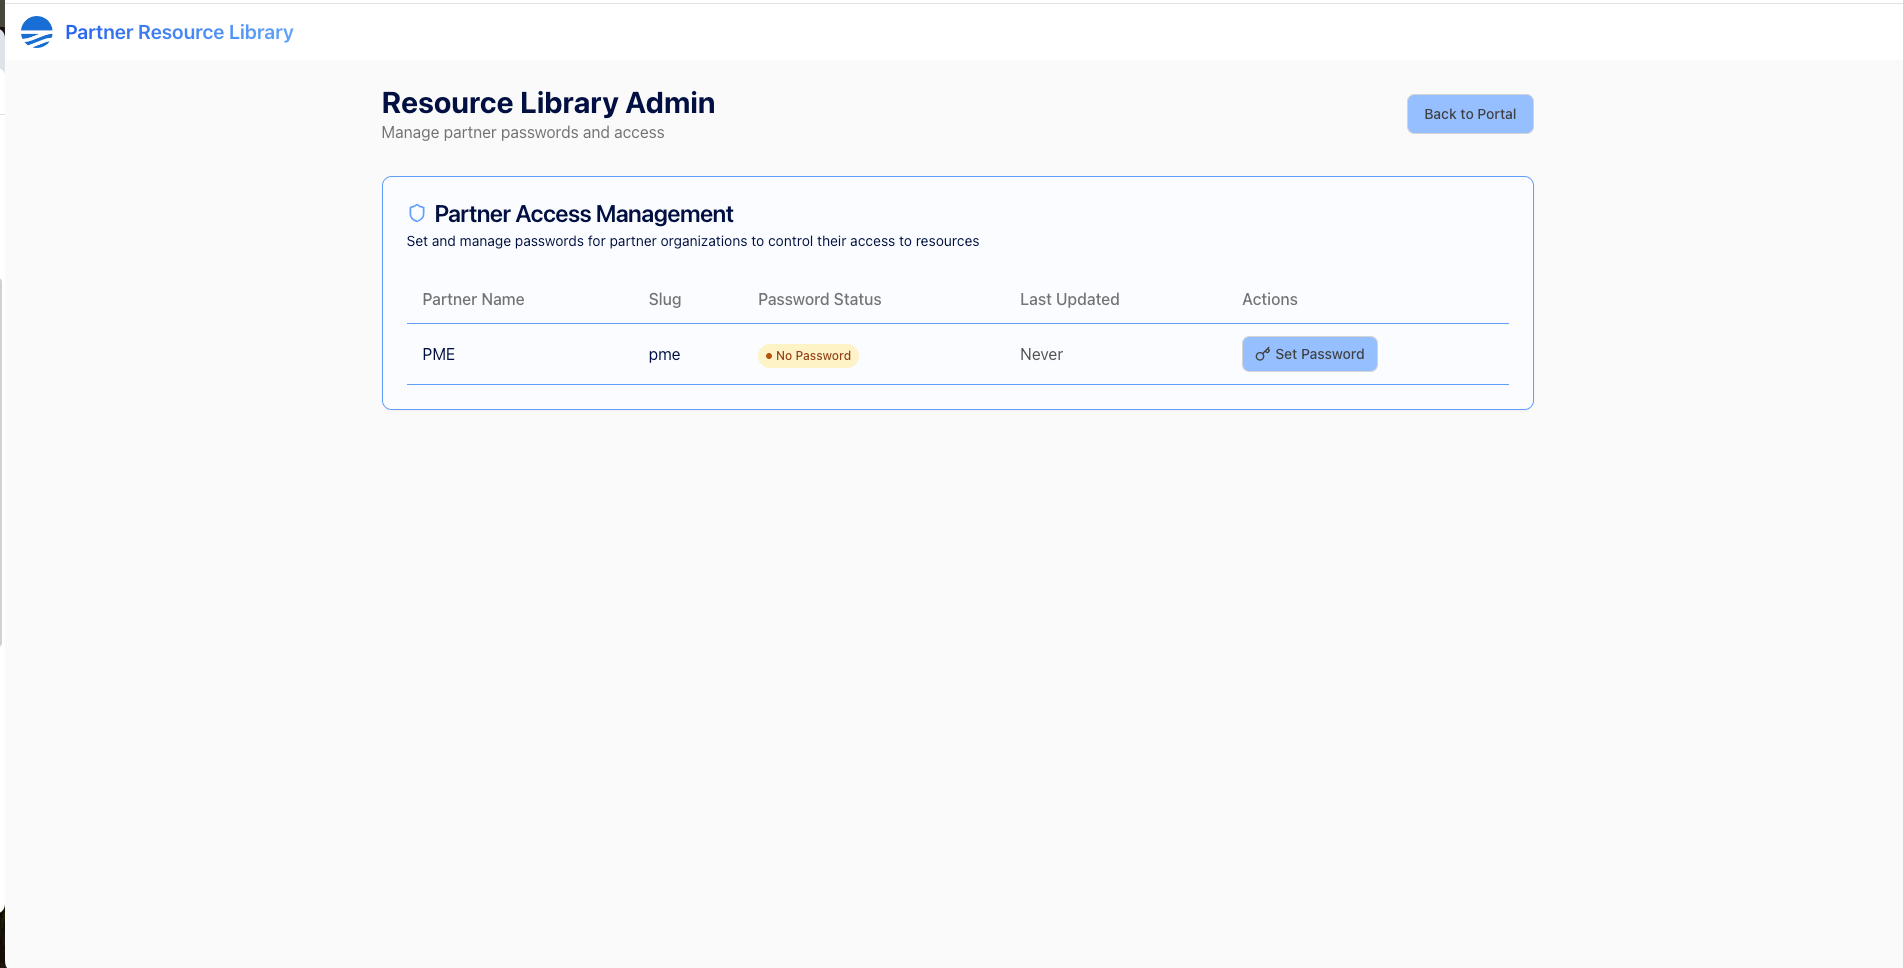 Partner Resource Library
Resource Library Admin
Manage partner passwords and access
Back to Portal
Partner Access Management
Set and manage passwords for partner organizations to control their access to resources
Partner Name Slug Password Status Last Updated Actions
PME pme No Password Never Set Password